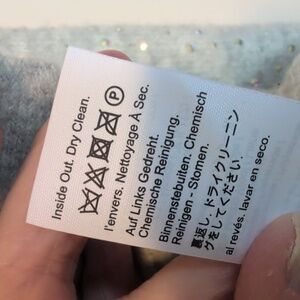 Inside Out. Dry Clean.
P
l'envers. Nettoyage À Sec.
Auf Links Gedreht.
Chemische Reinigung.
Binnenstebuiten. Chemisch
Reinigen - Stomen.
裏返し、ドライクリーニン
グをしてください。
al revés. lavar en seco.